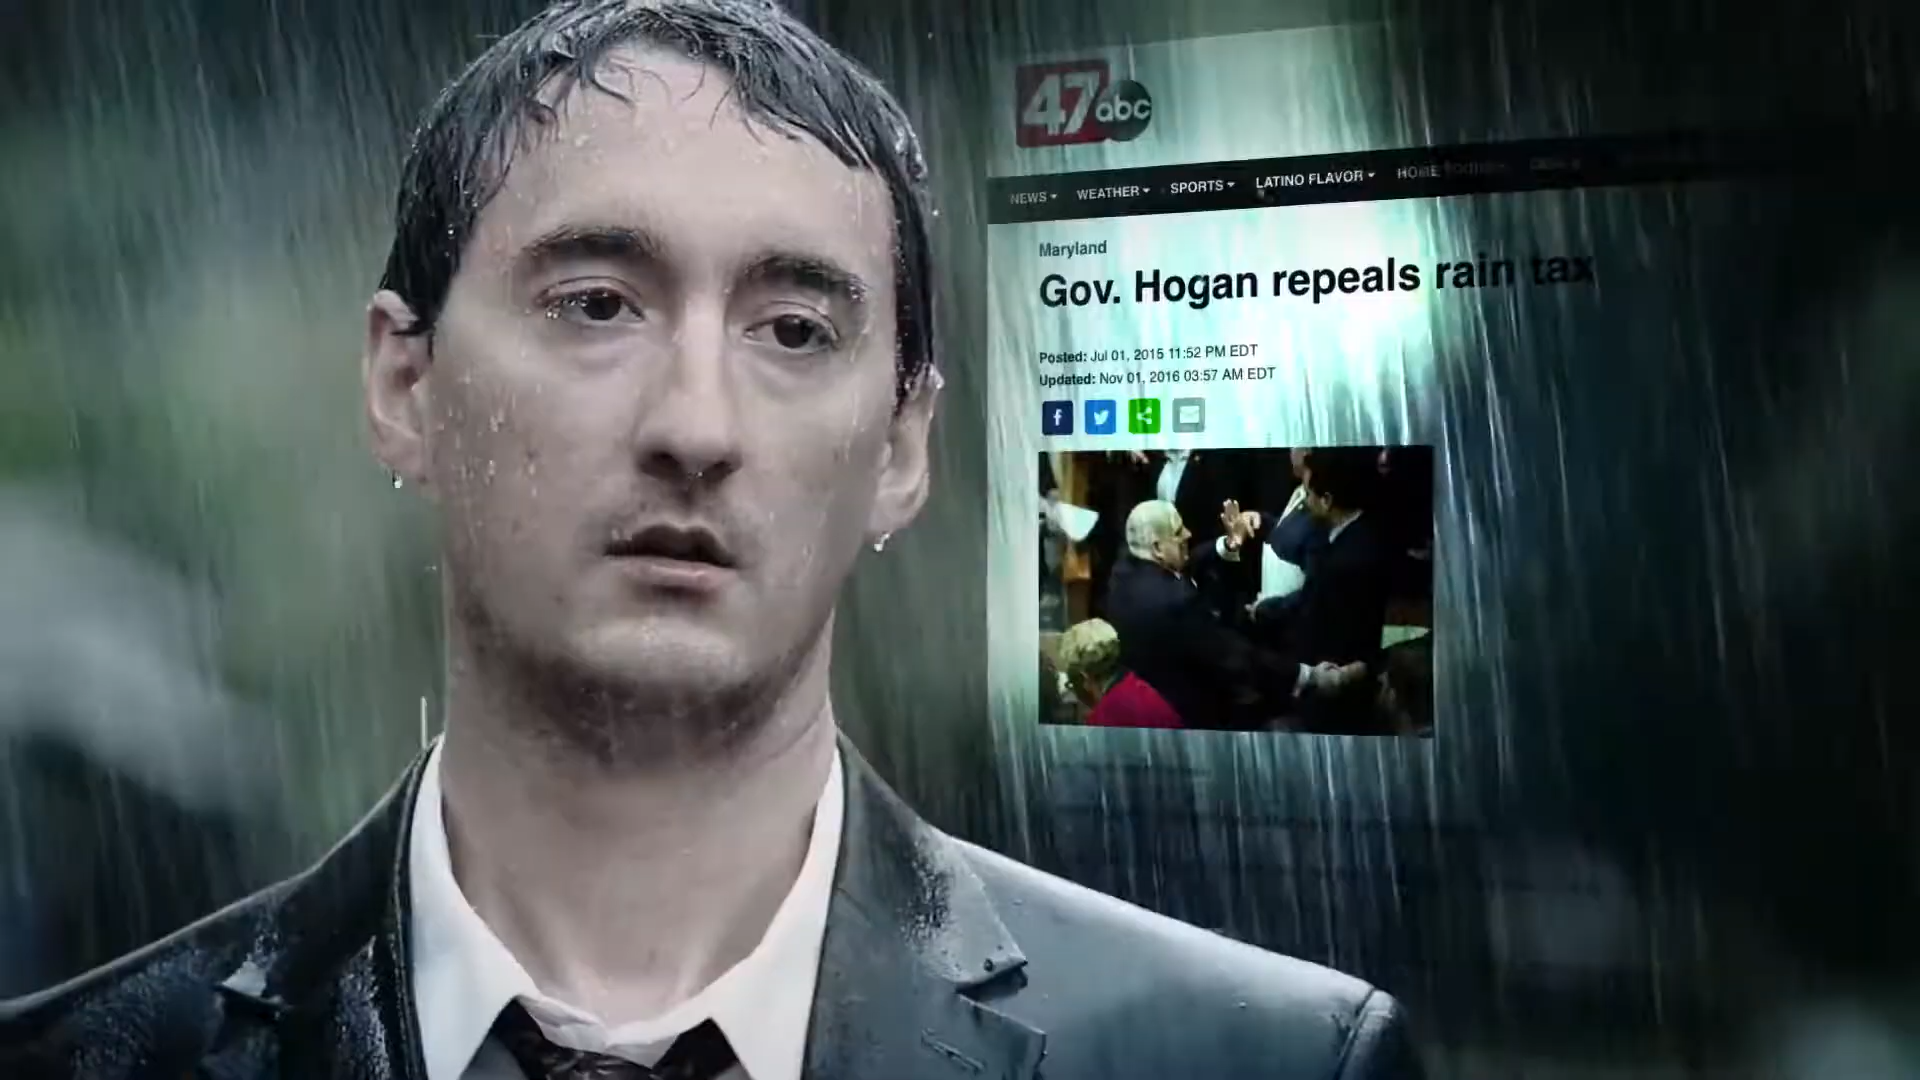 47abc
NEWS WEATHER SPORTS LATINO FLAVOR HOME
Maryland
Gov. Hogan repeals rain tax
Posted: Jul 01, 2015 11:52 PM EDT
Updated: Nov 01, 2016 03:57 AM EDT